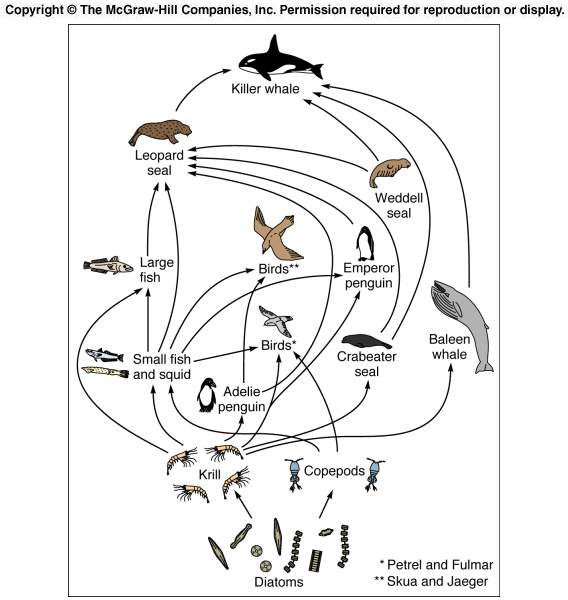 Copyright © The McGraw-Hill Companies, Inc. Permission required for reproduction or display.
Killer whale
Leopard
seal
Weddell
seal
Large
fish
Birds**
Emperor
penguin
Birds*
Small fish
and squid
Crabeater
seal
Baleen
whale
Adelie
penguin
Krill
Copepods
Diatoms
* Petrel and Fulmar
** Skua and Jaeger